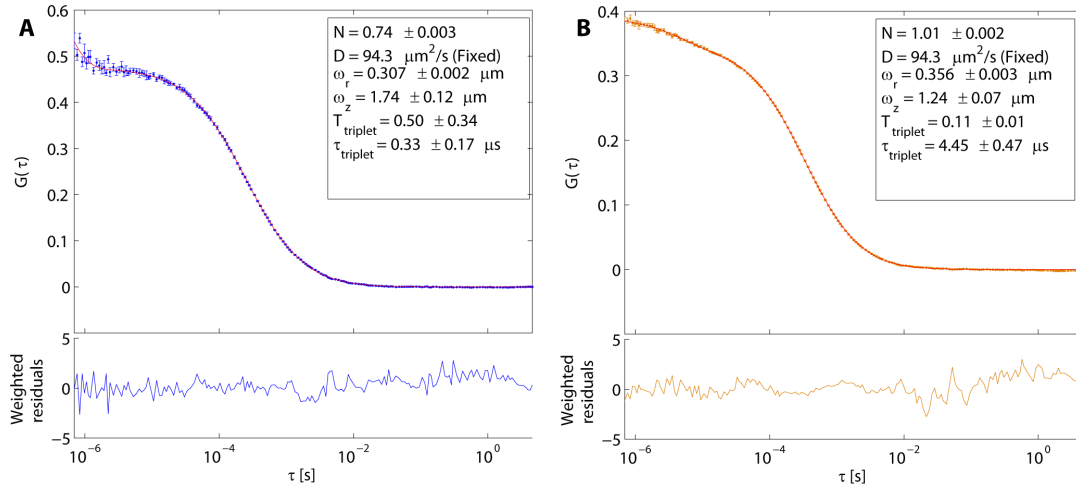 A
0.6
0.5
0.4
0.3
0.2
0.1
0
G(τ)
N = 0.74 ± 0.003
D = 94.3 μm²/s (Fixed)
ω_r = 0.307 ± 0.002 μm
ω_z = 1.74 ± 0.12 μm
T_triplet = 0.50 ± 0.34
τ_triplet = 0.33 ± 0.17 μs
5
0
−5
Weighted
residuals
10⁻⁶
10⁻⁴
10⁻²
10⁰
τ [s]
B
0.4
0.3
0.2
0.1
0
G(τ)
N = 1.01 ± 0.002
D = 94.3 μm²/s (Fixed)
ω_r = 0.356 ± 0.003 μm
ω_z = 1.24 ± 0.07 μm
T_triplet = 0.11 ± 0.01
τ_triplet = 4.45 ± 0.47 μs
5
0
−5
Weighted
residuals
10⁻⁶
10⁻⁴
10⁻²
10⁰
τ [s]